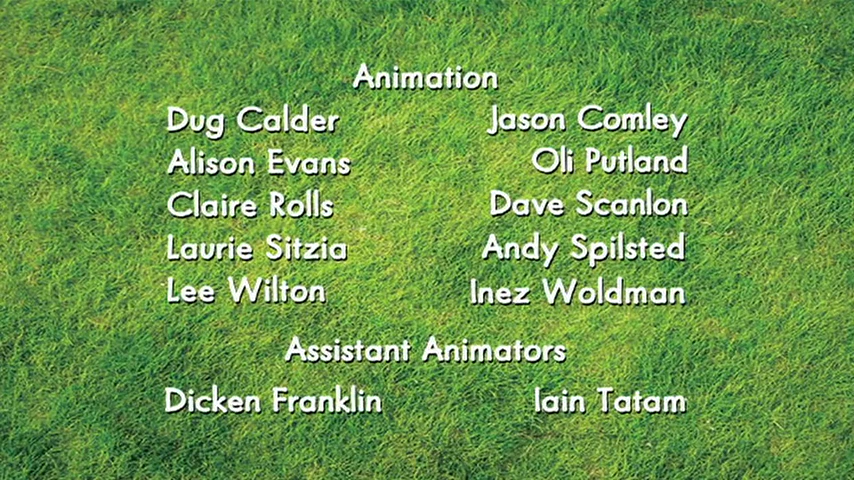 Animation
Dug Calder Jason Comley
Alison Evans Oli Putland
Claire Rolls Dave Scanlon
Laurie Sitzia Andy Spilsted
Lee Wilton Inez Woldman
Assistant Animators
Dicken Franklin Iain Tatam